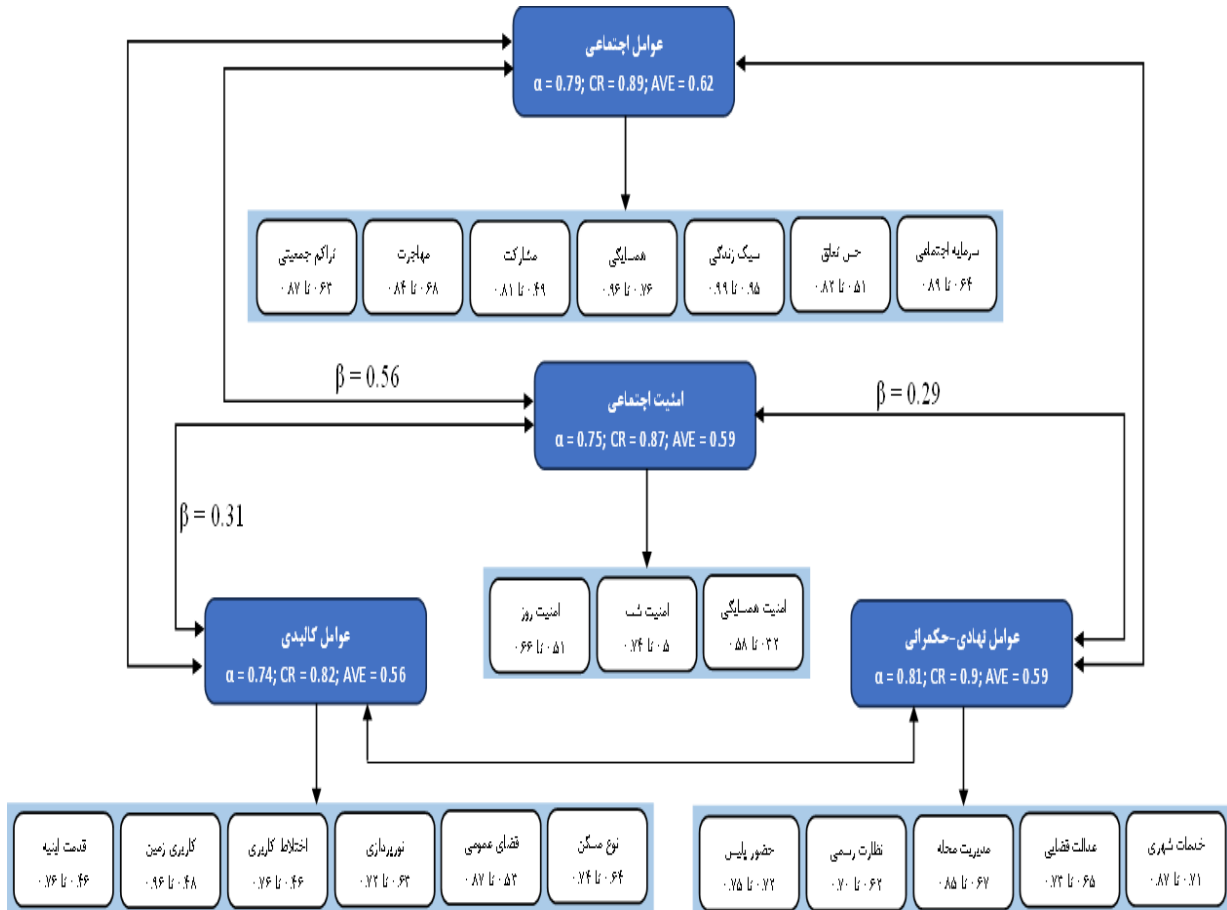 عوامل اجتماعی
α = 0.79; CR = 0.89; AVE = 0.62
سرمایه اجتماعی
۰.۶۴ تا ۰.۸۹
حس تعلق
۰.۵۱ تا ۰.۸۲
سبک زندگی
۰.۹۵ تا ۰.۹۹
همسایگی
۰.۷۶ تا ۰.۹۶
مشارکت
۰.۴۹ تا ۰.۸۱
مهاجرت
۰.۶۸ تا ۰.۸۴
تراکم جمعیتی
۰.۶۳ تا ۰.۸۷
β = 0.56
β = 0.29
امنیت اجتماعی
α = 0.75; CR = 0.87; AVE = 0.59
β = 0.31
امنیت همسایگی
۰.۳۲ تا ۰.۵۸
امنیت شب
۰.۵ تا ۰.۷۴
امنیت روز
۰.۵۱ تا ۰.۶۶
عوامل نهادی-حکمرانی
α = 0.81; CR = 0.9; AVE = 0.59
عوامل کالبدی
α = 0.74; CR = 0.82; AVE = 0.56
خدمات شهری
۰.۷۱ تا ۰.۸۷
عدالت فضایی
۰.۶۵ تا ۰.۷۳
مدیریت محله
۰.۶۷ تا ۰.۸۵
نظارت رسمی
۰.۶۲ تا ۰.۷۰
حضور پلیس
۰.۷۲ تا ۰.۷۵
نوع مسکن
۰.۶۴ تا ۰.۷۴
فضای عمومی
۰.۵۳ تا ۰.۸۷
نورپردازی
۰.۶۳ تا ۰.۷۲
اختلاط کاربری
۰.۴۶ تا ۰.۷۶
کاربری زمین
۰.۴۸ تا ۰.۹۶
قدمت ابنیه
۰.۴۶ تا ۰.۷۶